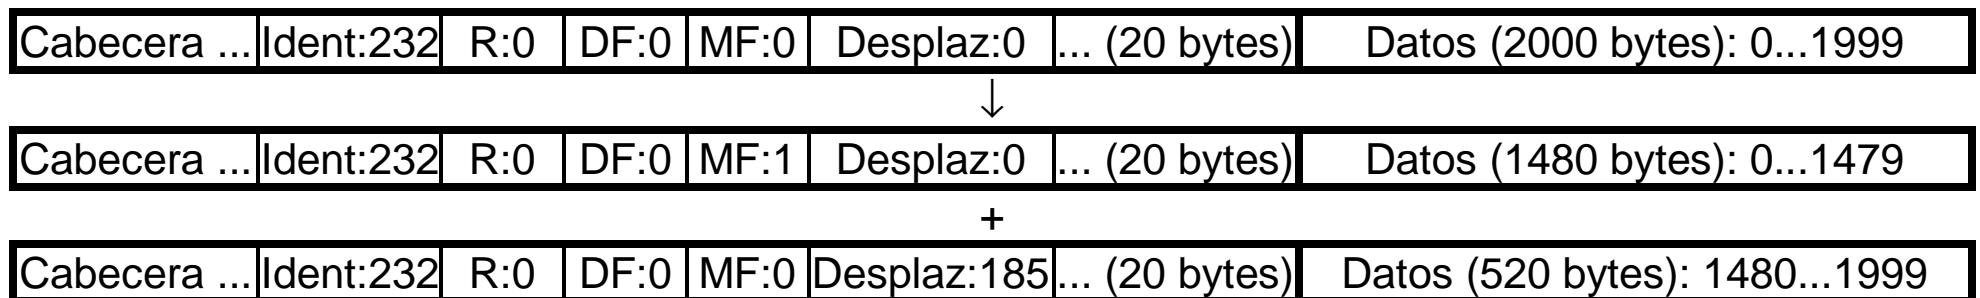 Cabecera ... Ident:232 R:0 DF:0 MF:0 Desplaz:0 ... (20 bytes) Datos (2000 bytes): 0...1999
↓
Cabecera ... Ident:232 R:0 DF:0 MF:1 Desplaz:0 ... (20 bytes) Datos (1480 bytes): 0...1479
+
Cabecera ... Ident:232 R:0 DF:0 MF:0 Desplaz:185 ... (20 bytes) Datos (520 bytes): 1480...1999